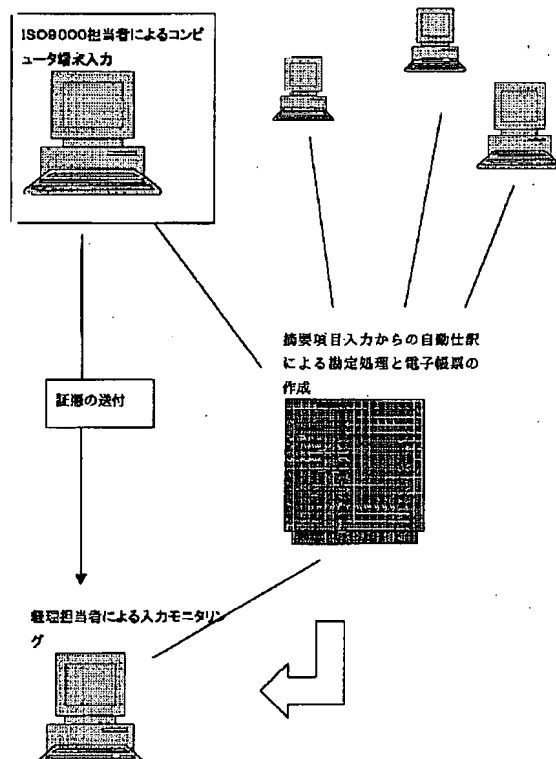 ISO9000担当者によるコンピ
ュータ端末入力
摘要項目入力からの自動仕訳
による勘定処理と電子帳票の
作成
証憑の送付
経理担当者による入力モニタリン
グ